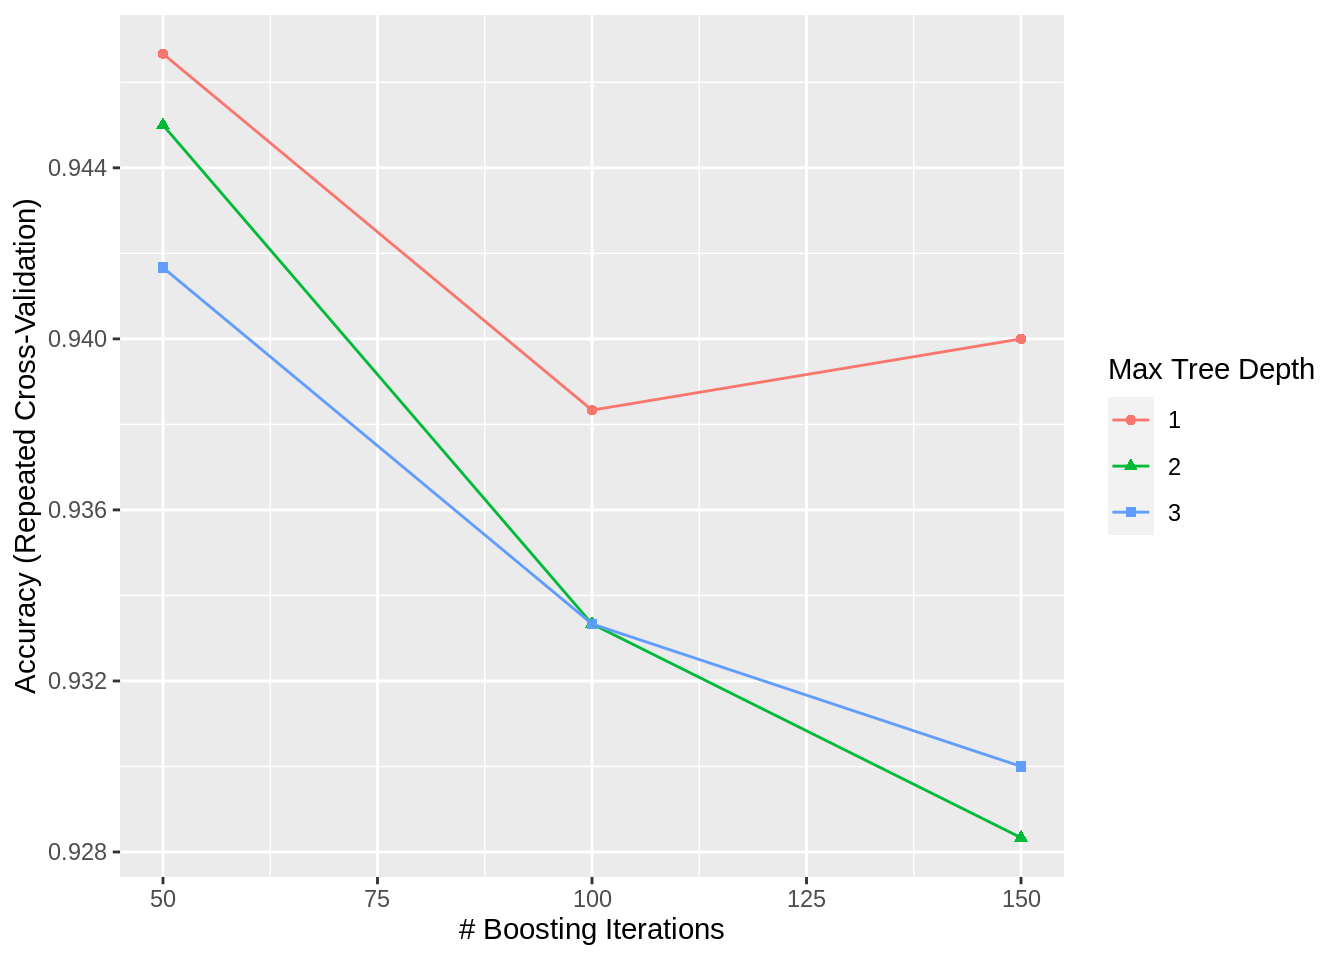 Accuracy (Repeated Cross-Validation)
0.944
0.940
0.936
0.932
0.928
50 75 100 125 150
# Boosting Iterations
Max Tree Depth
1
2
3